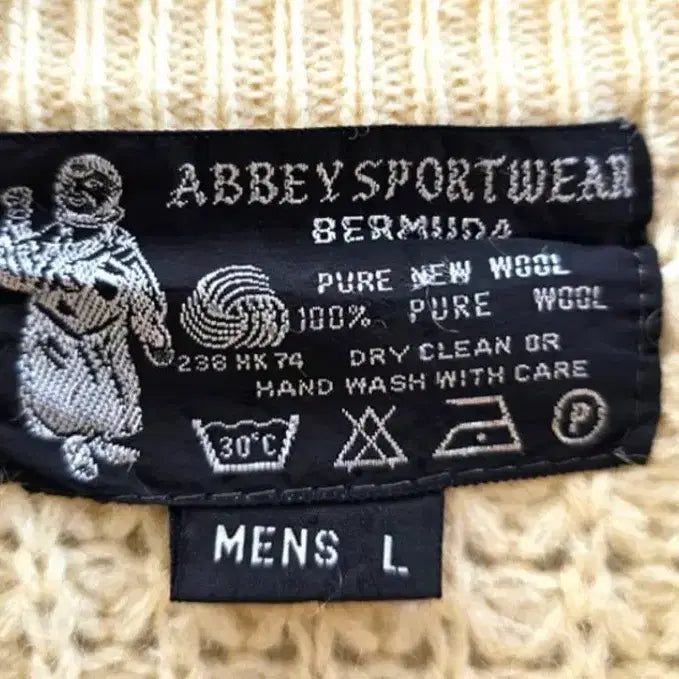 ABBEY SPORTWEAR
BERMUDA
PURE NEW WOOL
100% PURE WOOL
236 HK 74 DRY CLEAN OR
HAND WASH WITH CARE
30°C
P
MENS L